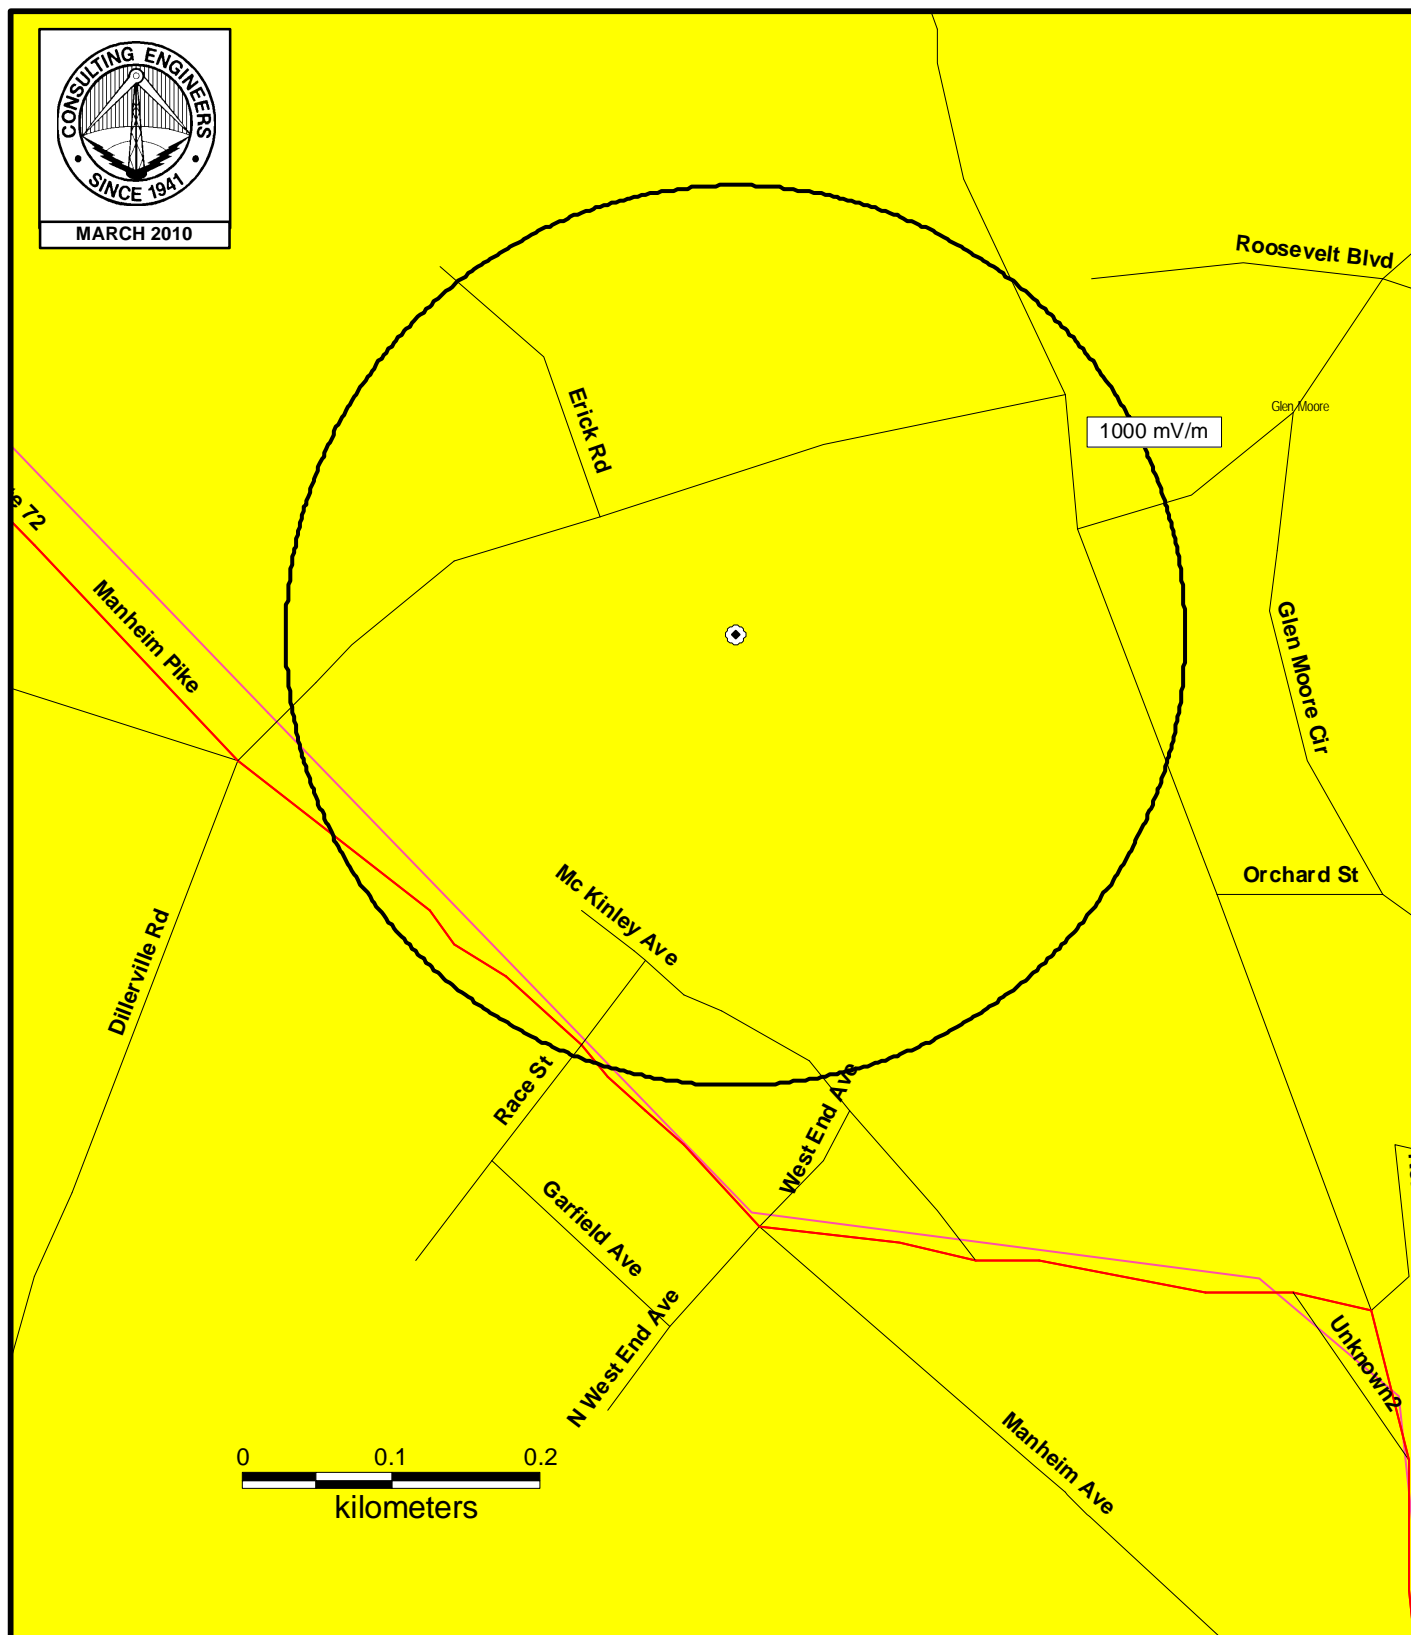 CONSULTING ENGINEERS
SINCE 1941
MARCH 2010
Roosevelt Blvd
Erick Rd
Glen Moore
1000 mV/m
72
Manheim Pike
Glen Moore Cir
Mc Kinley Ave
Orchard St
Dillerville Rd
Race St
West End Ave
Garfield Ave
N West End Ave
Unknown2
Manheim Ave
0 0.1 0.2
kilometers